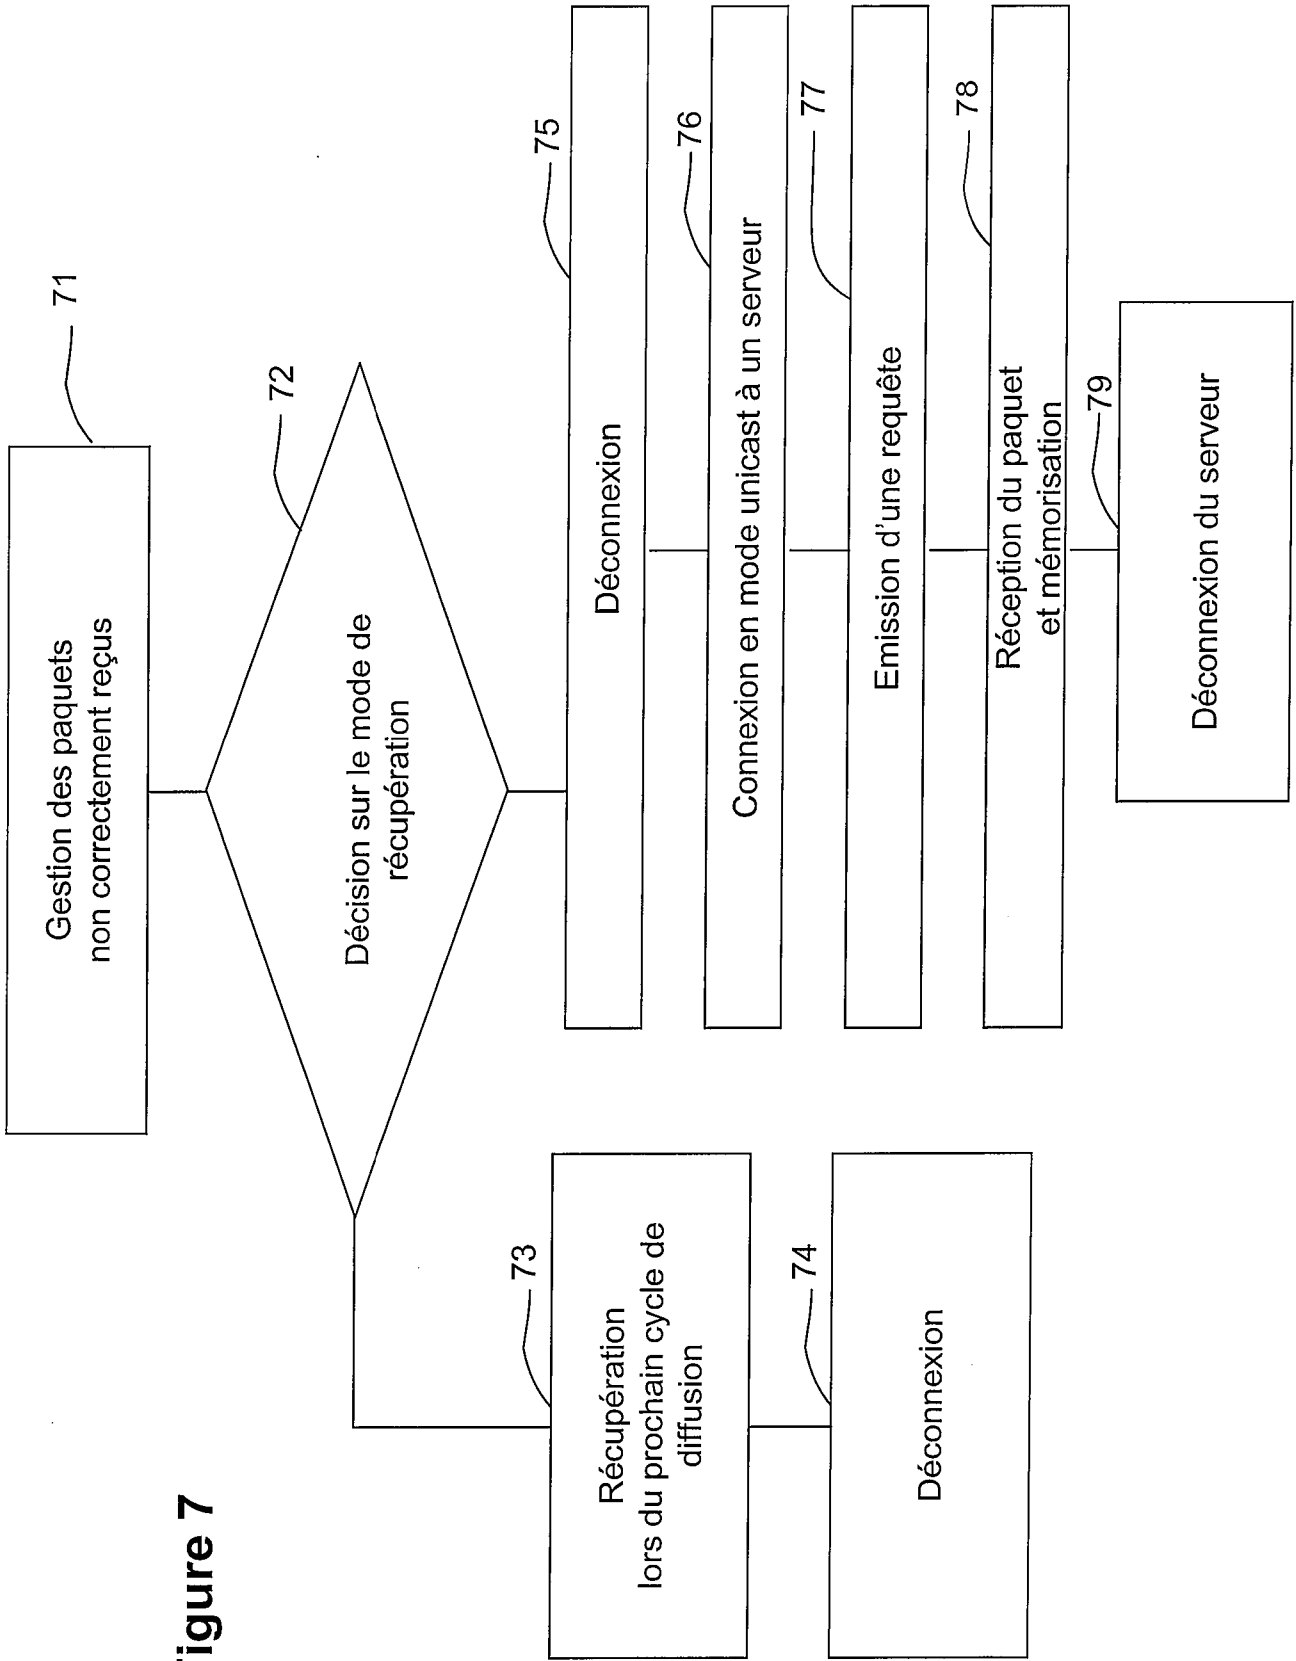 71
Gestion des paquets
non correctement reçus
72
Décision sur le mode de
récupération
73
Récupération
lors du prochain cycle de
diffusion
74
Déconnexion
75
Déconnexion
76
Connexion en mode unicast à un serveur
77
Emission d'une requête
78
Réception du paquet
et mémorisation
79
Déconnexion du serveur
igure 7